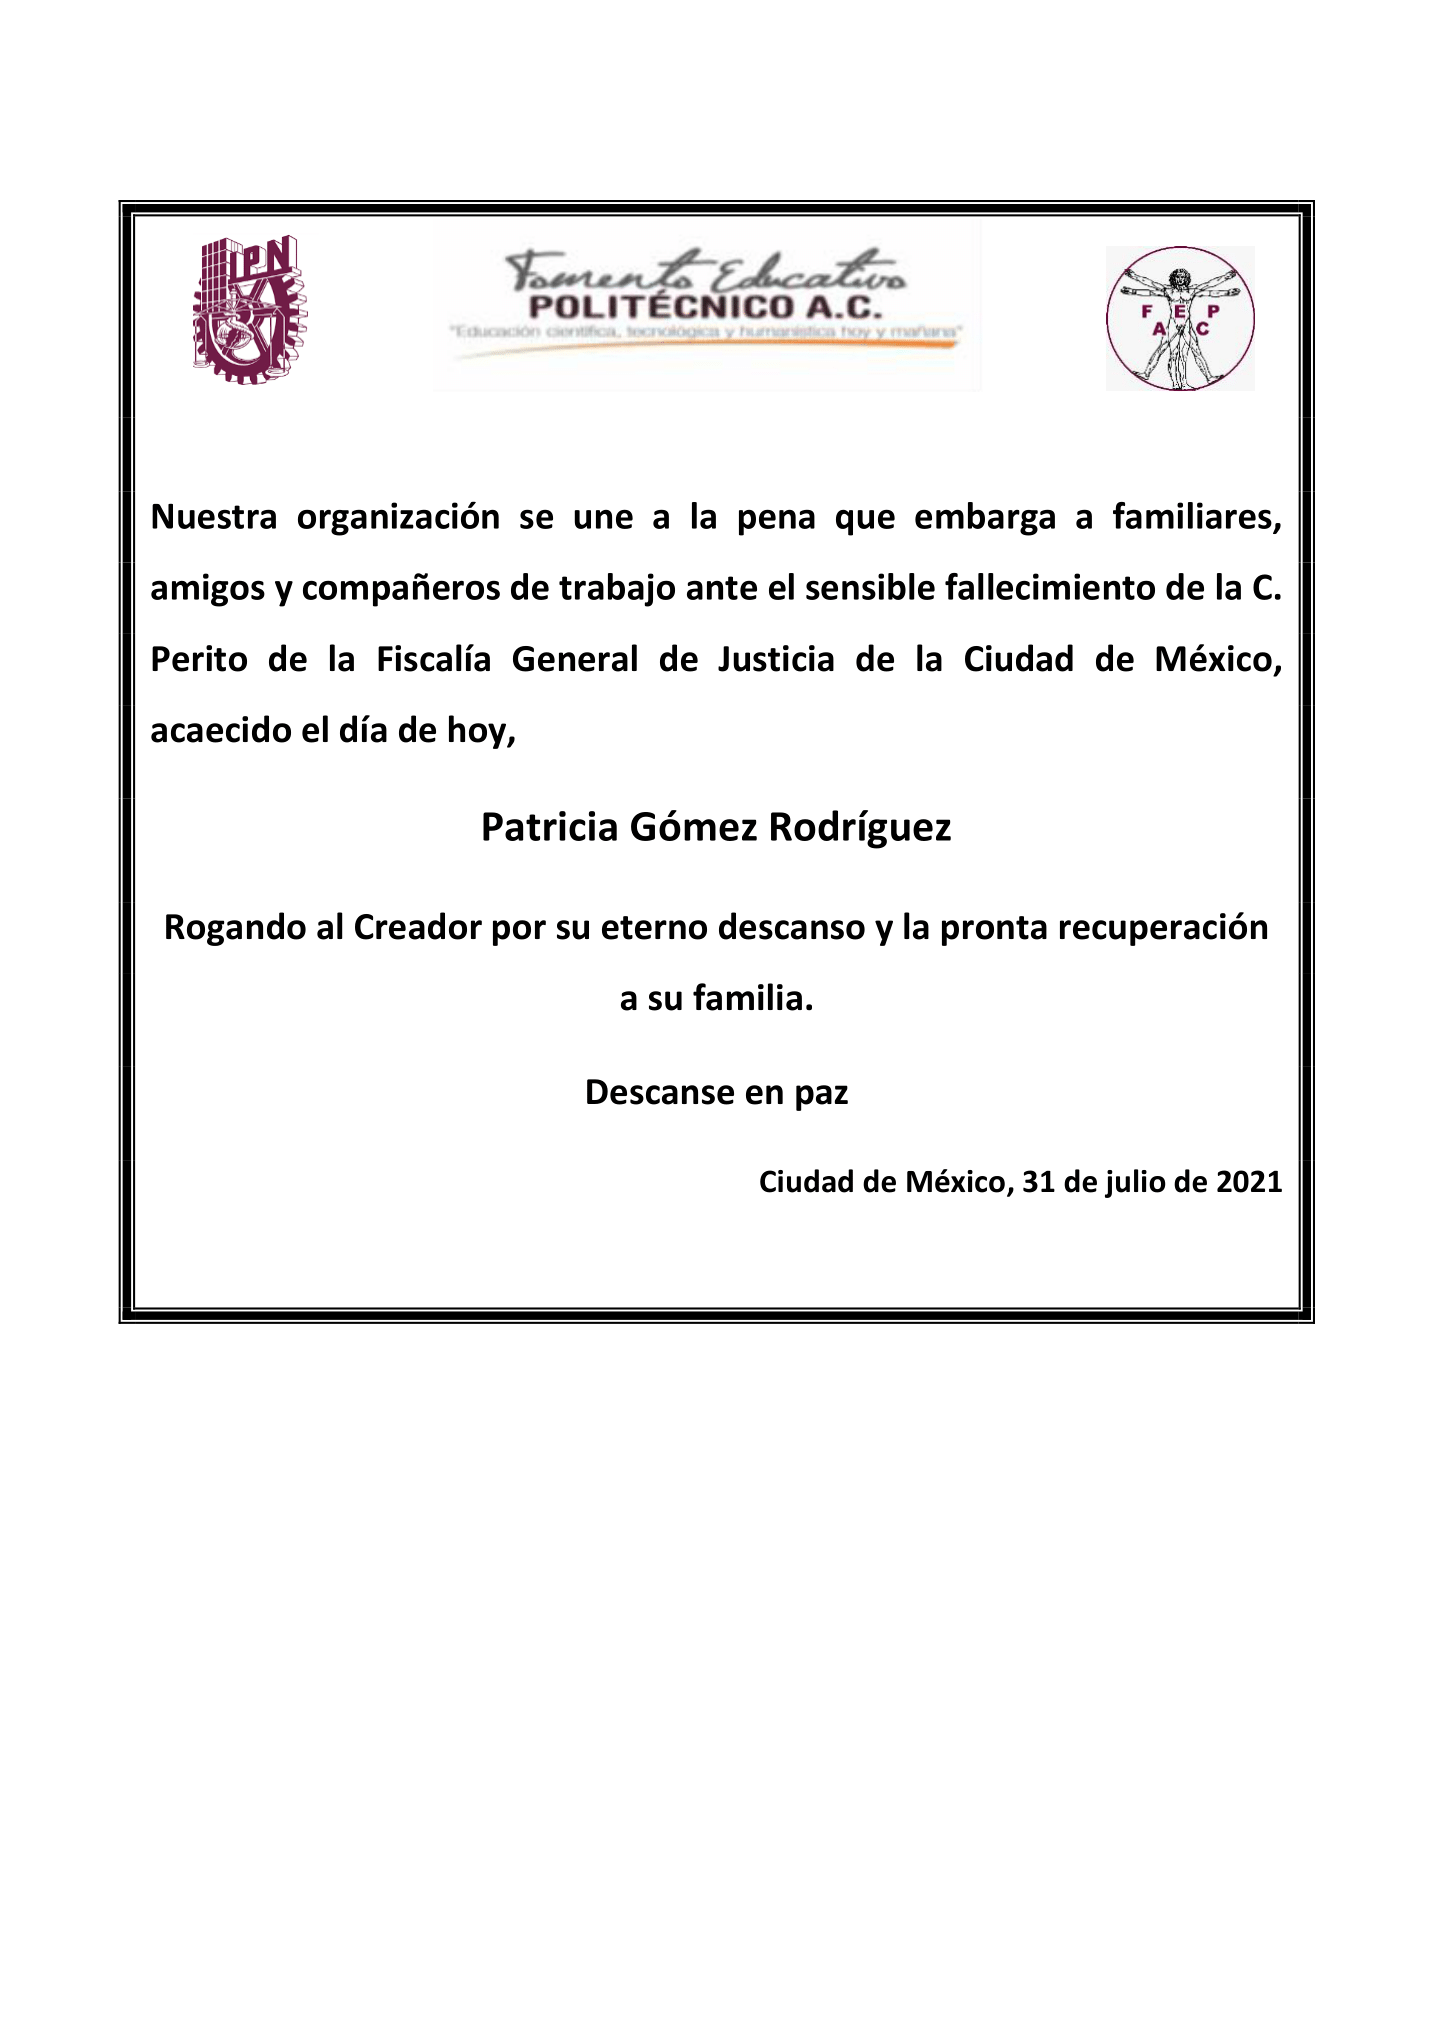 IPN
Fomento Educativo
POLITÉCNICO A.C.
"Educación científica, tecnológica y humanística hoy y mañana"
F E P
A C
Nuestra organización se une a la pena que embarga a familiares,
amigos y compañeros de trabajo ante el sensible fallecimiento de la C.
Perito de la Fiscalía General de Justicia de la Ciudad de México,
acaecido el día de hoy,
Patricia Gómez Rodríguez
Rogando al Creador por su eterno descanso y la pronta recuperación
a su familia.
Descanse en paz
Ciudad de México, 31 de julio de 2021